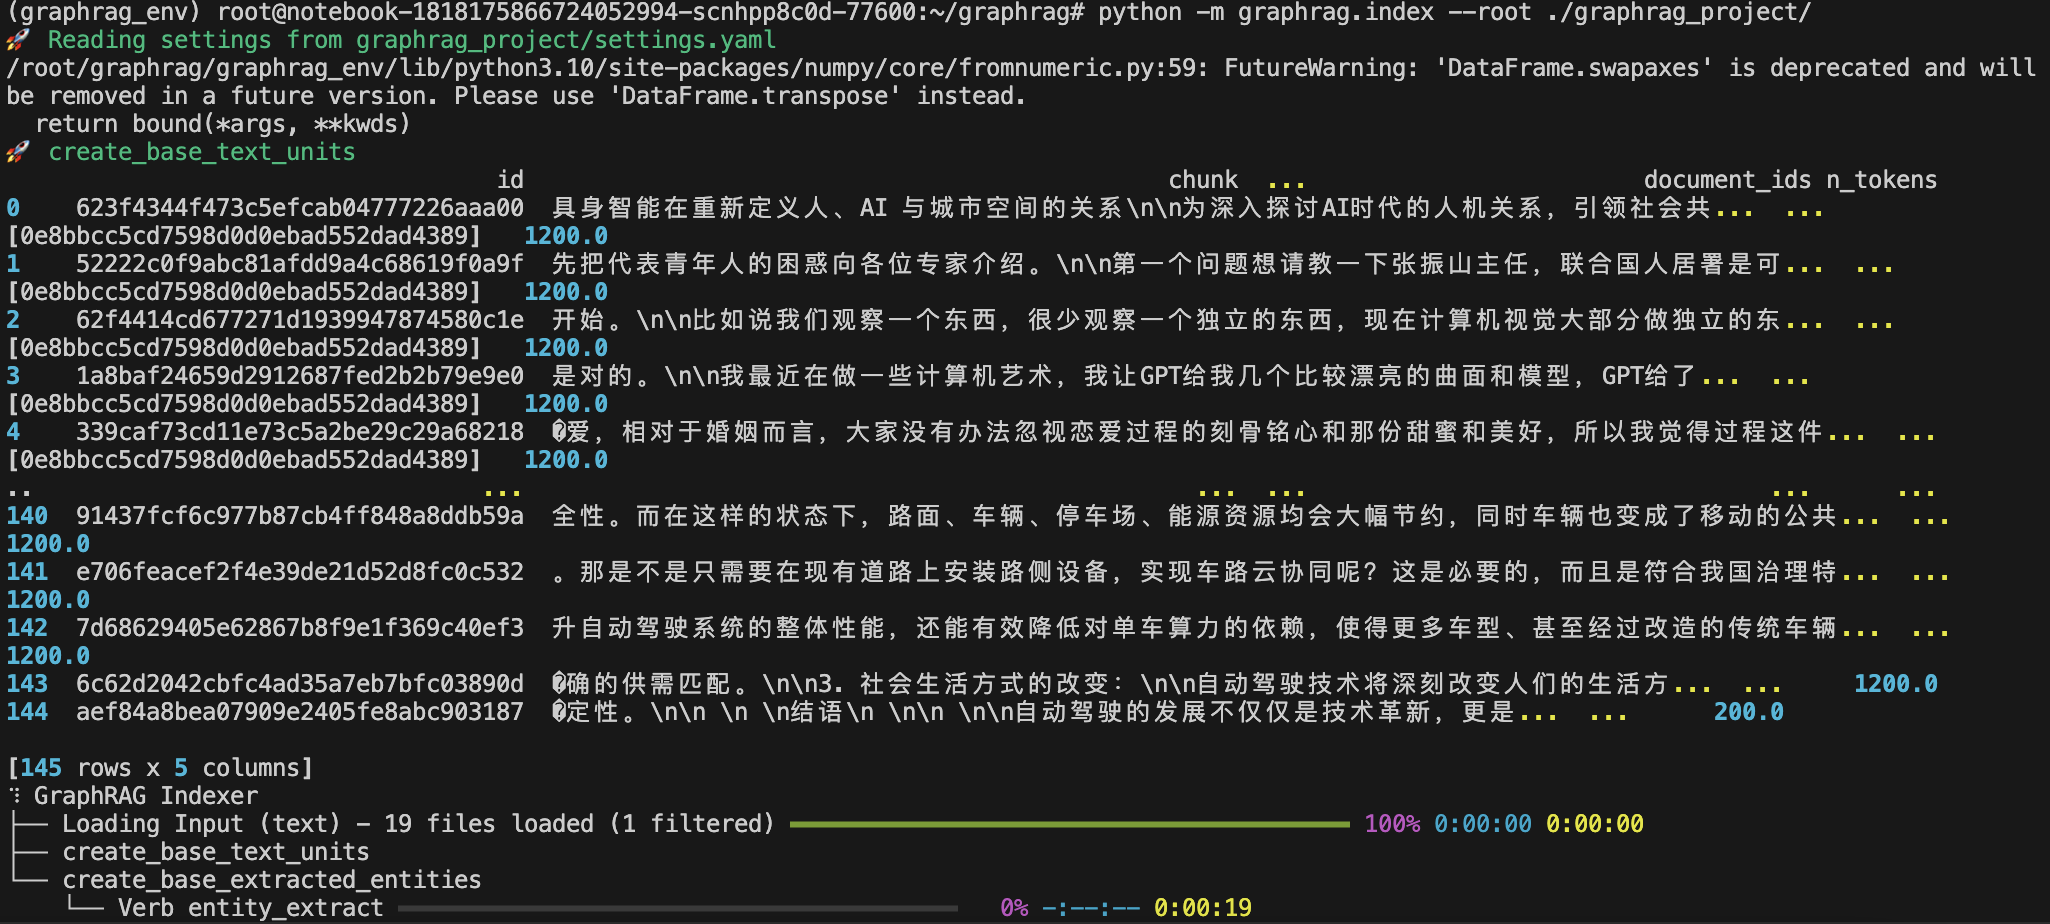 (graphrag_env) root@notebook-1818175866724052994-scnhpp8c0d-77600:~/graphrag# python -m graphrag.index --root ./graphrag_project/
🚀 Reading settings from graphrag_project/settings.yaml
/root/graphrag/graphrag_env/lib/python3.10/site-packages/numpy/core/fromnumeric.py:59: FutureWarning: 'DataFrame.swapaxes' is deprecated and will
be removed in a future version. Please use 'DataFrame.transpose' instead.
  return bound(*args, **kwds)
🚀 create_base_text_units
id chunk ... document_ids n_tokens
0 623f4344f473c5efcab04777226aaa00 具身智能在重新定义人、AI 与城市空间的关系\n\n为深入探讨AI时代的人机关系，引领社会共... ...
[0e8bbcc5cd7598d0d0ebad552dad4389] 1200.0
1 52222c0f9abc81afdd9a4c68619f0a9f 先把代表青年人的困惑向各位专家介绍。\n\n第一个问题想请教一下张振山主任，联合国人居署是可... ...
[0e8bbcc5cd7598d0d0ebad552dad4389] 1200.0
2 62f4414cd677271d1939947874580c1e 开始。\n\n比如说我们观察一个东西，很少观察一个独立的东西，现在计算机视觉大部分做独立的东... ...
[0e8bbcc5cd7598d0d0ebad552dad4389] 1200.0
3 1a8baf24659d2912687fed2b2b79e9e0 是对的。\n\n我最近在做一些计算机艺术，我让GPT给我几个比较漂亮的曲面和模型，GPT给了... ...
[0e8bbcc5cd7598d0d0ebad552dad4389] 1200.0
4 339caf73cd11e73c5a2be29c29a68218 �爱，相对于婚姻而言，大家没有办法忽视恋爱过程的刻骨铭心和那份甜蜜和美好，所以我觉得过程这件... ...
[0e8bbcc5cd7598d0d0ebad552dad4389] 1200.0
.. ... ... ... ... ...
140 91437fcf6c977b87cb4ff848a8ddb59a 全性。而在这样的状态下，路面、车辆、停车场、能源资源均会大幅节约，同时车辆也变成了移动的公共... ...
1200.0
141 e706feacef2f4e39de21d52d8fc0c532 。那是不是只需要在现有道路上安装路侧设备，实现车路云协同呢？这是必要的，而且是符合我国治理特... ...
1200.0
142 7d68629405e62867b8f9e1f369c40ef3 升自动驾驶系统的整体性能，还能有效降低对单车算力的依赖，使得更多车型、甚至经过改造的传统车辆... ...
1200.0
143 6c62d2042cbfc4ad35a7eb7bfc03890d �确的供需匹配。\n\n3. 社会生活方式的改变：\n\n自动驾驶技术将深刻改变人们的生活方... ... 1200.0
144 aef84a8bea07909e2405fe8abc903187 �定性。\n\n \n \n结语\n \n\n \n\n自动驾驶的发展不仅仅是技术革新，更是... ... 200.0
[145 rows x 5 columns]
⠹ GraphRAG Indexer
├── Loading Input (text) - 19 files loaded (1 filtered) ━━━━━━━━━━ 100% 0:00:00 0:00:00
├── create_base_text_units
└── create_base_extracted_entities
    └── Verb entity_extract ━━━━━━━━━━ 0% -:--:-- 0:00:19